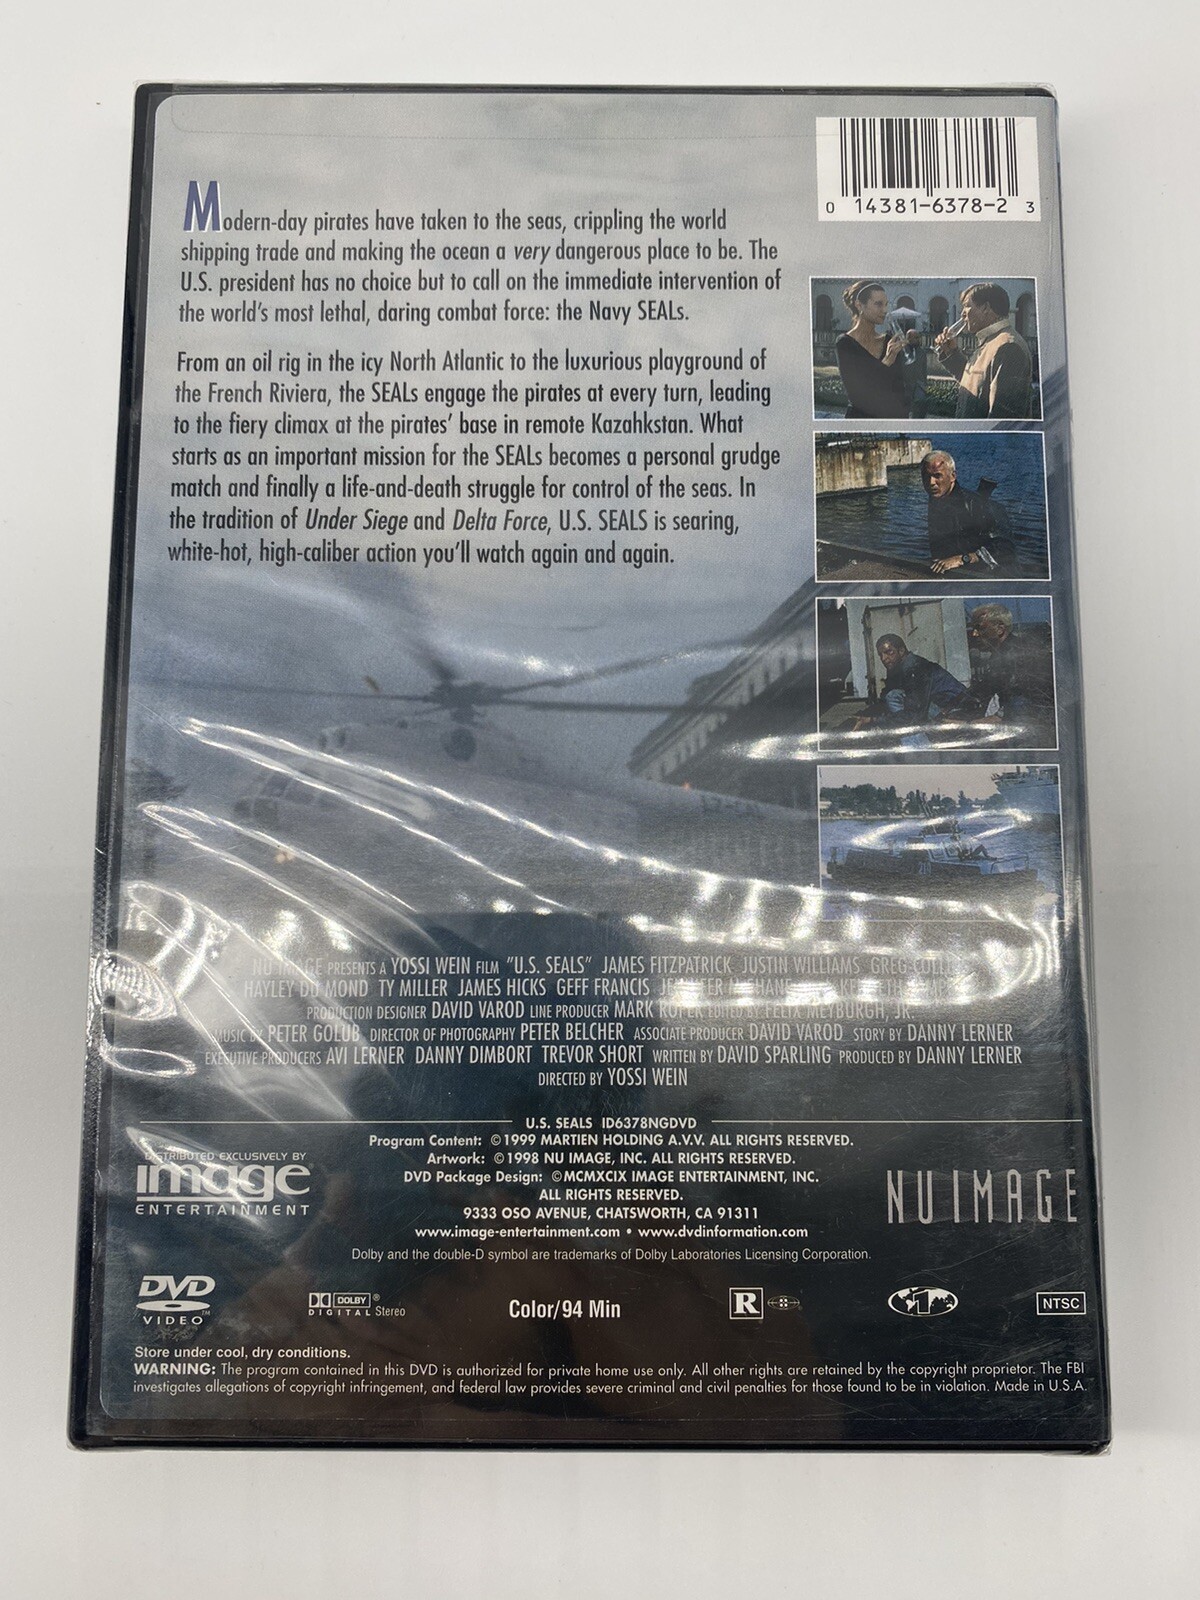 0 14381-6378-2 3
Modern-day pirates have taken to the seas, crippling the world
shipping trade and making the ocean a very dangerous place to be. The
U.S. president has no choice but to call on the immediate intervention of
the world's most lethal, daring combat force: the Navy SEALs.
From an oil rig in the icy North Atlantic to the luxurious playground of
the French Riviera, the SEALs engage the pirates at every turn, leading
to the fiery climax at the pirates' base in remote Kazahkstan. What
starts as an important mission for the SEALs becomes a personal grudge
match and finally a life-and-death struggle for control of the seas. In
the tradition of Under Siege and Delta Force, U.S. SEALS is searing,
white-hot, high-caliber action you'll watch again and again.
NU IMAGE PRESENTS A YOSSI WEIN FILM "U.S. SEALS" JAMES FITZPATRICK JUSTIN WILLIAMS GREG
HAYLEY DU MOND TY MILLER JAMES HICKS GEFF FRANCIS
PRODUCTION DESIGNER DAVID VAROD LINE PRODUCER MARK ROPER EDITED BY FELIX MEYBURGH, JR.
MUSIC BY PETER GOLUB DIRECTOR OF PHOTOGRAPHY PETER BELCHER ASSOCIATE PRODUCER DAVID VAROD STORY BY DANNY LERNER
EXECUTIVE PRODUCERS AVI LERNER DANNY DIMBORT TREVOR SHORT WRITTEN BY DAVID SPARLING PRODUCED BY DANNY LERNER
DIRECTED BY YOSSI WEIN
U.S. SEALS ID6378NGDVD
Program Content: ©1999 MARTIEN HOLDING A.V.V. ALL RIGHTS RESERVED.
Artwork: ©1998 NU IMAGE, INC. ALL RIGHTS RESERVED.
DVD Package Design: ©MCMXCIX IMAGE ENTERTAINMENT, INC.
ALL RIGHTS RESERVED.
9333 OSO AVENUE, CHATSWORTH, CA 91311
www.image-entertainment.com • www.dvdinformation.com
Dolby and the double-D symbol are trademarks of Dolby Laboratories Licensing Corporation.
DISTRIBUTED EXCLUSIVELY BY
image
ENTERTAINMENT
NU IMAGE
DVD
VIDEO™
DOLBY®
DIGITAL Stereo
Color/94 Min
R
1
NTSC
Store under cool, dry conditions.
WARNING: The program contained in this DVD is authorized for private home use only. All other rights are retained by the copyright proprietor. The FBI
investigates allegations of copyright infringement, and federal law provides severe criminal and civil penalties for those found to be in violation. Made in U.S.A.